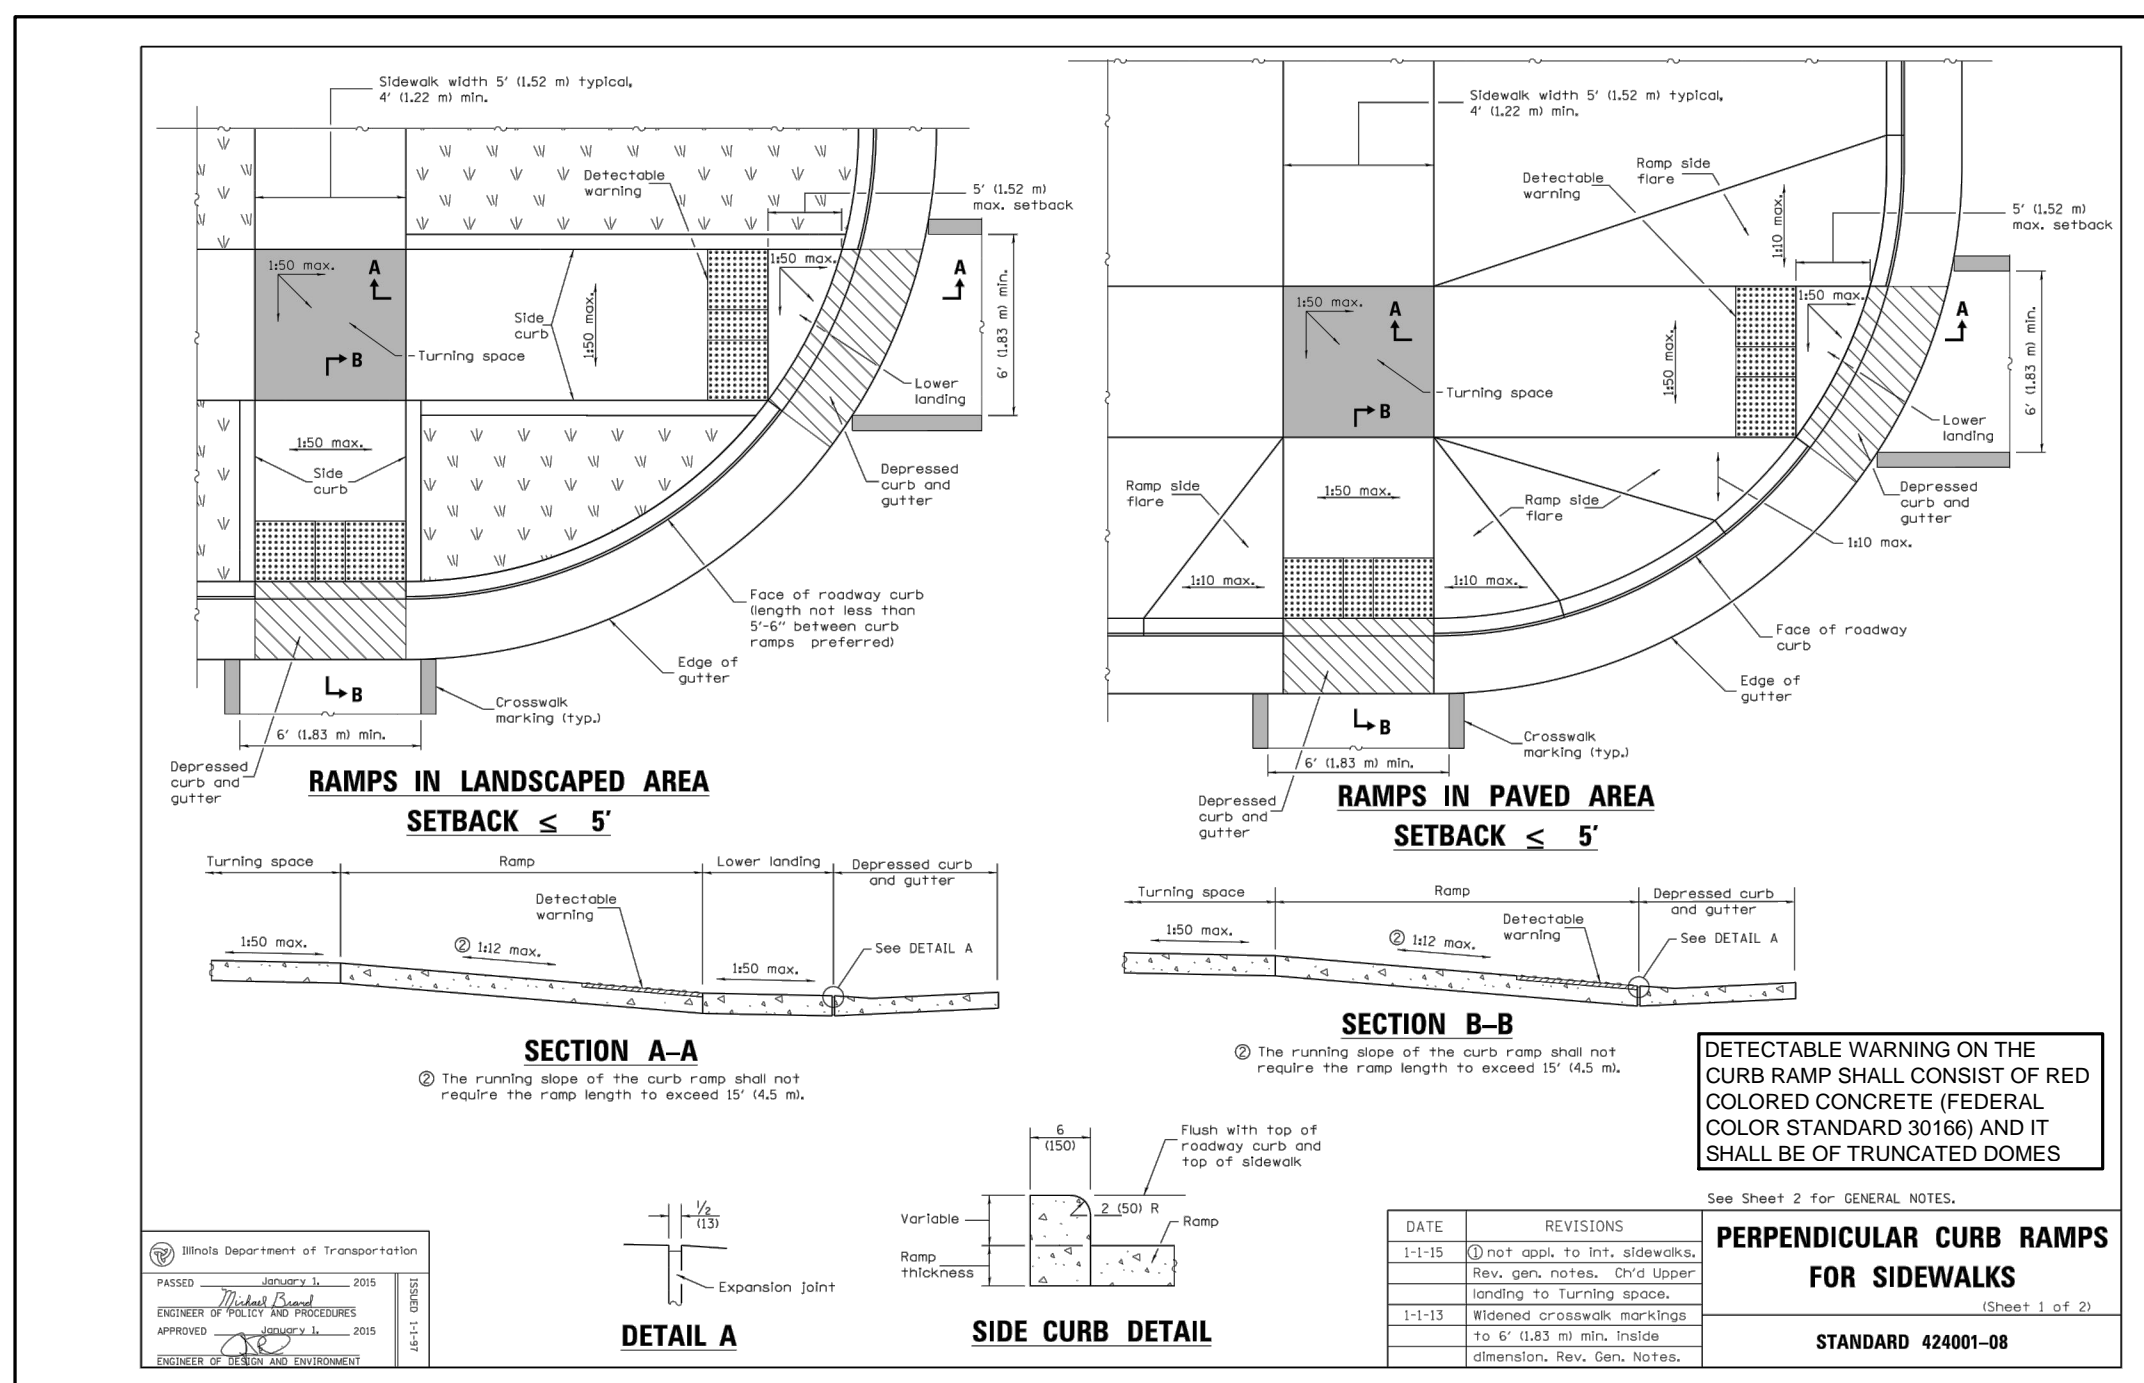 Sidewalk width 5' (1.52 m) typical,
4' (1.22 m) min.
Detectable
warning
5' (1.52 m)
max. setback
1:50 max.
A
1:50 max.
A
Side
curb
1:50 max.
6' (1.83 m) min.
B
Turning space
Lower
landing
1:50 max.
Side
curb
Depressed
curb and
gutter
Face of roadway curb
(length not less than
5'-6" between curb
ramps preferred)
Edge of
gutter
B
Crosswalk
marking (typ.)
6' (1.83 m) min.
Depressed
curb and
gutter
RAMPS IN LANDSCAPED AREA
SETBACK ≤ 5'
Sidewalk width 5' (1.52 m) typical,
4' (1.22 m) min.
Ramp side
flare
Detectable
warning
1:10 max.
5' (1.52 m)
max. setback
1:50 max.
A
1:50 max.
A
1:50 max.
6' (1.83 m) min.
B
Turning space
Lower
landing
Ramp side
flare
1:50 max.
Ramp side
flare
Depressed
curb and
gutter
1:10 max.
1:10 max.
1:10 max.
Face of roadway
curb
Edge of
gutter
B
Crosswalk
marking (typ.)
6' (1.83 m) min.
Depressed
curb and
gutter
RAMPS IN PAVED AREA
SETBACK ≤ 5'
Turning space
Ramp
Lower landing
Depressed curb
and gutter
Detectable
warning
1:50 max.
② 1:12 max.
1:50 max.
See DETAIL A
SECTION A–A
② The running slope of the curb ramp shall not
require the ramp length to exceed 15' (4.5 m).
Turning space
Ramp
Depressed curb
and gutter
Detectable
warning
1:50 max.
② 1:12 max.
See DETAIL A
SECTION B–B
② The running slope of the curb ramp shall not
require the ramp length to exceed 15' (4.5 m).
DETECTABLE WARNING ON THE
CURB RAMP SHALL CONSIST OF RED
COLORED CONCRETE (FEDERAL
COLOR STANDARD 30166) AND IT
SHALL BE OF TRUNCATED DOMES
½
(13)
Expansion joint
DETAIL A
6
(150)
Flush with top of
roadway curb and
top of sidewalk
2 (50) R
Variable
Ramp
Ramp
thickness
SIDE CURB DETAIL
See Sheet 2 for GENERAL NOTES.
Illinois Department of Transportation
PASSED January 1, 2015
Michael Brand
ENGINEER OF POLICY AND PROCEDURES
APPROVED January 1, 2015
ENGINEER OF DESIGN AND ENVIRONMENT
ISSUED 1-1-97
DATE REVISIONS
1-1-15 ① not appl. to int. sidewalks.
Rev. gen. notes. Ch'd Upper
landing to Turning space.
1-1-13 Widened crosswalk markings
to 6' (1.83 m) min. inside
dimension. Rev. Gen. Notes.
PERPENDICULAR CURB RAMPS
FOR SIDEWALKS
(Sheet 1 of 2)
STANDARD 424001–08